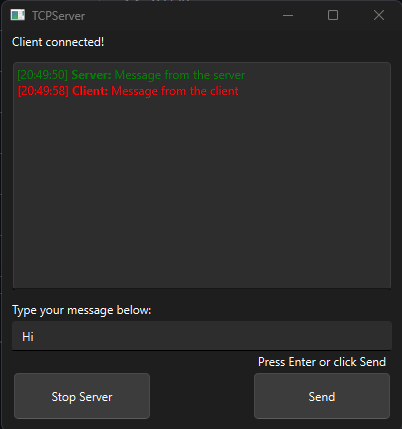 TCPServer
Client connected!
[20:49:50] Server: Message from the server
[20:49:58] Client: Message from the client
Type your message below:
Hi
Press Enter or click Send
Stop Server
Send